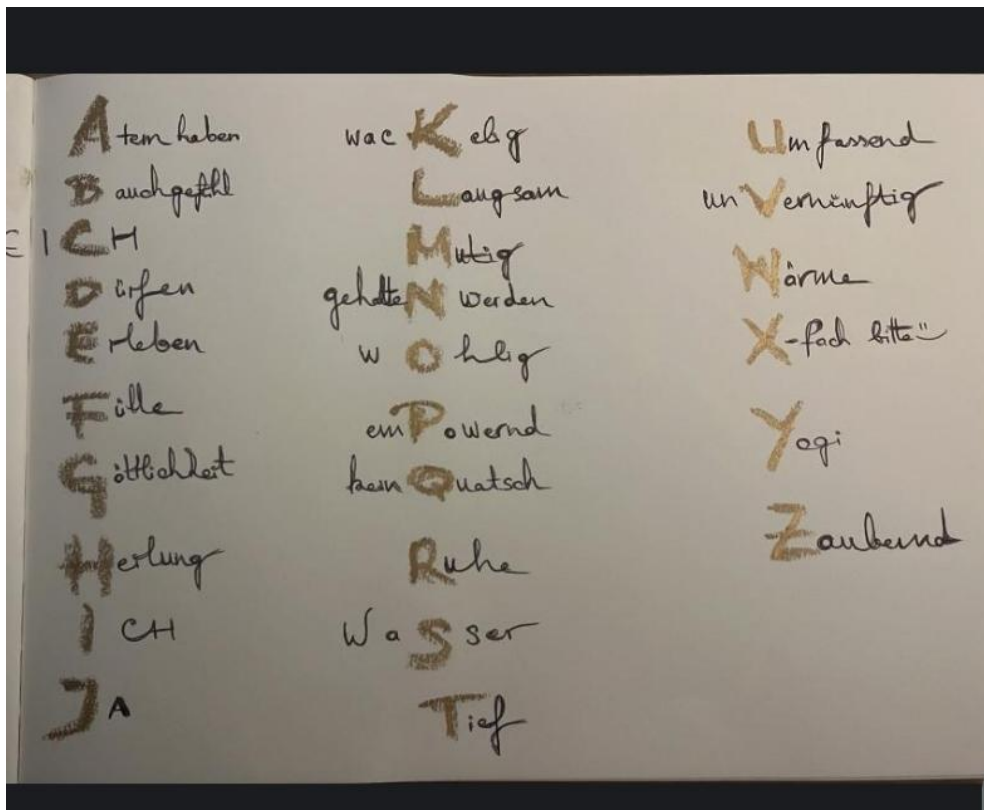 Atem haben
Bauchgefühl
E ICH
Dürfen
Erleben
Fülle
Göttlichkeit
Heilung
ICH
JA
wacKelig
Langsam
Mutig
gehalteN werden
wOhlig
emPowernd
kein Quatsch
Ruhe
WaSser
Tief
Umfassend
unVernünftig
Wärme
X-fach bitte :)
Yogi
Zaubernd